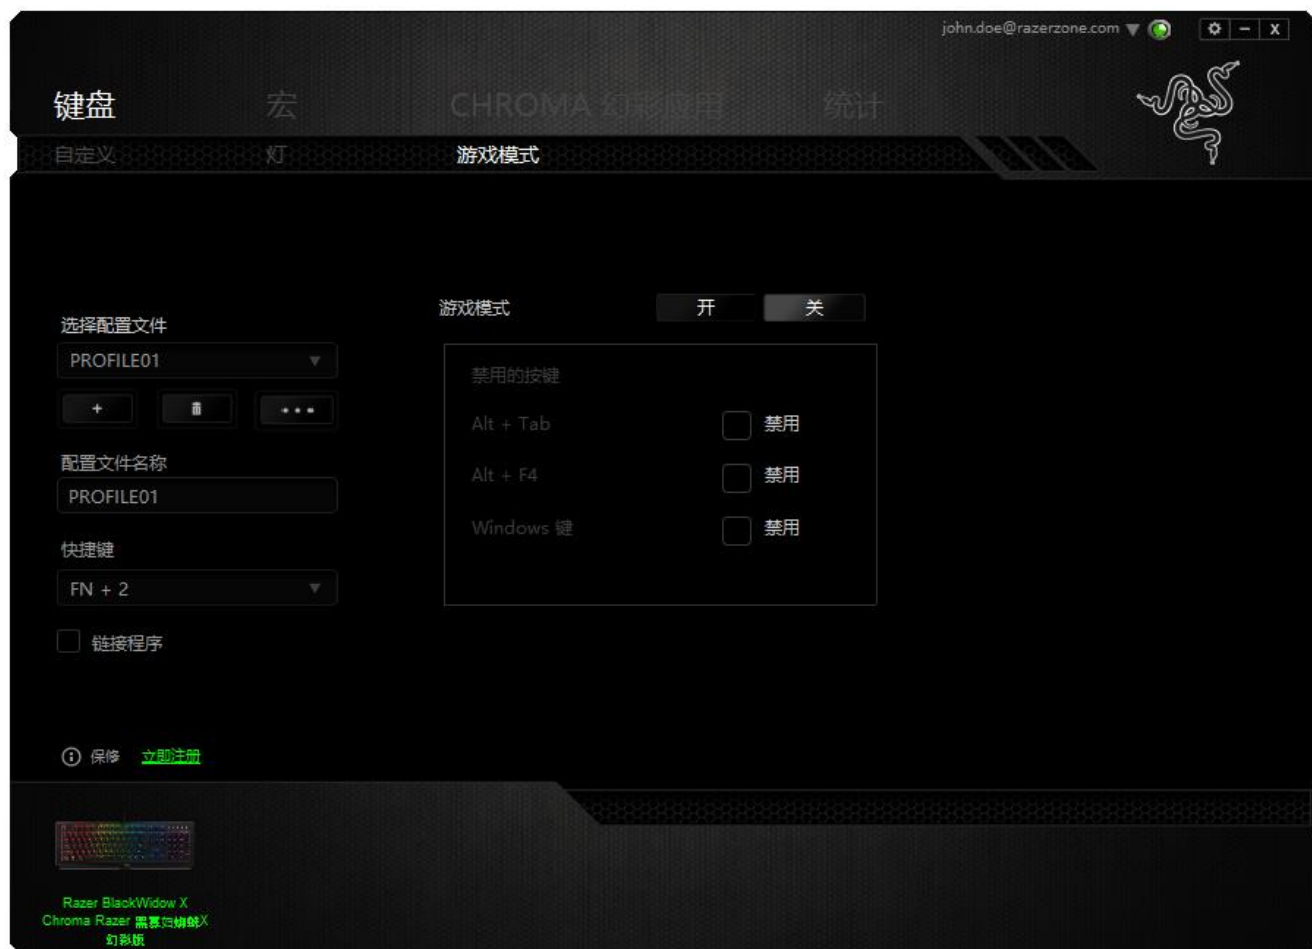 john.doe@razerzone.com
键盘 宏 CHROMA 幻彩应用 统计
自定义 灯 游戏模式
游戏模式 开 关
选择配置文件
PROFILE01
禁用的按键
Alt + Tab 禁用
配置文件名称
Alt + F4 禁用
PROFILE01
Windows 键 禁用
快捷键
FN + 2
链接程序
保修 立即注册
Razer BlackWidow X
Chroma Razer 黑寡妇蜘蛛X
幻彩版